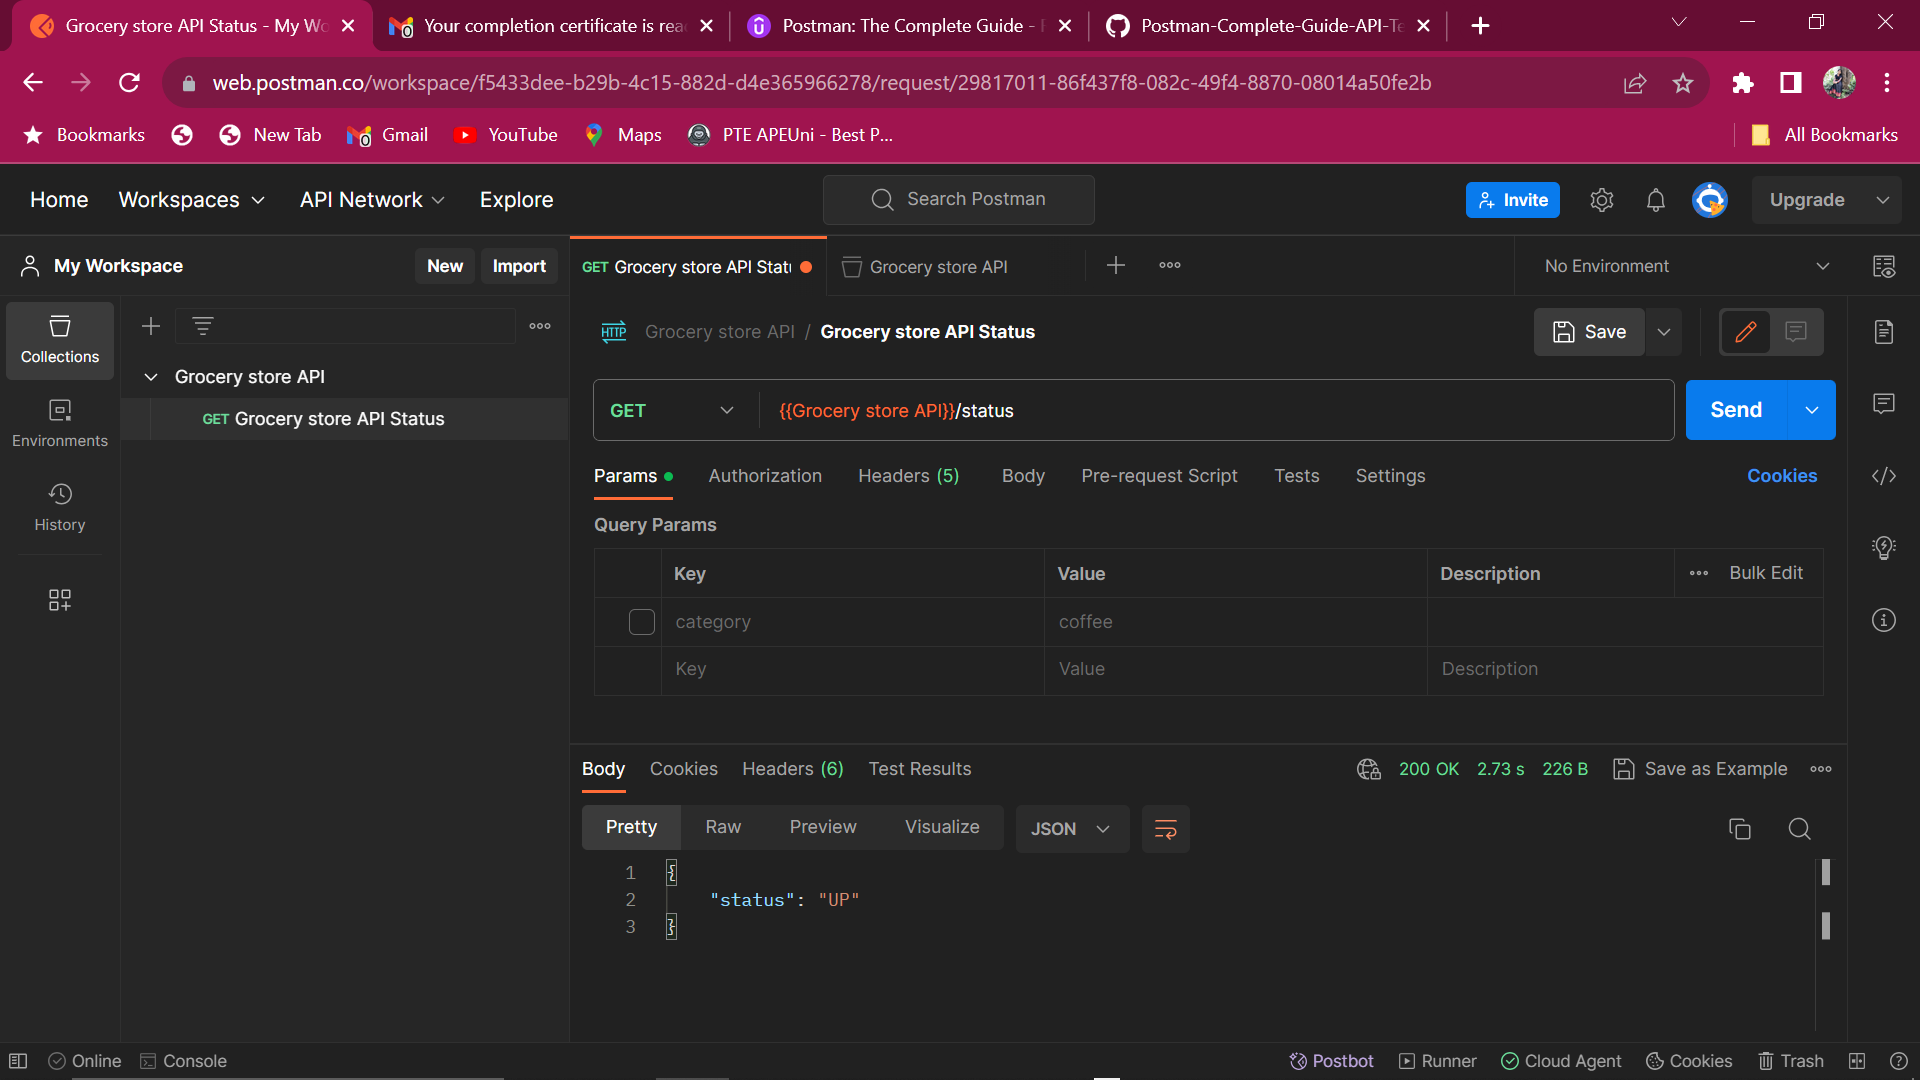 Grocery store API Status - My Wo
Your completion certificate is rea
Postman: The Complete Guide -
Postman-Complete-Guide-API-Te
web.postman.co/workspace/f5433dee-b29b-4c15-882d-d4e365966278/request/29817011-86f437f8-082c-49f4-8870-08014a50fe2b
Bookmarks New Tab Gmail YouTube Maps PTE APEUni - Best P... All Bookmarks
Home Workspaces API Network Explore Search Postman Invite Upgrade
My Workspace New Import
GET Grocery store API Stat Grocery store API No Environment
Collections
Environments
History
Grocery store API
GET Grocery store API Status
HTTP Grocery store API / Grocery store API Status Save
GET {{Grocery store API}}/status Send
Params Authorization Headers (5) Body Pre-request Script Tests Settings Cookies
Query Params
Key Value Description Bulk Edit
category coffee
Key Value Description
Body Cookies Headers (6) Test Results 200 OK 2.73 s 226 B Save as Example
Pretty Raw Preview Visualize JSON
1 {
2 "status": "UP"
3 }
Online Console Postbot Runner Cloud Agent Cookies Trash